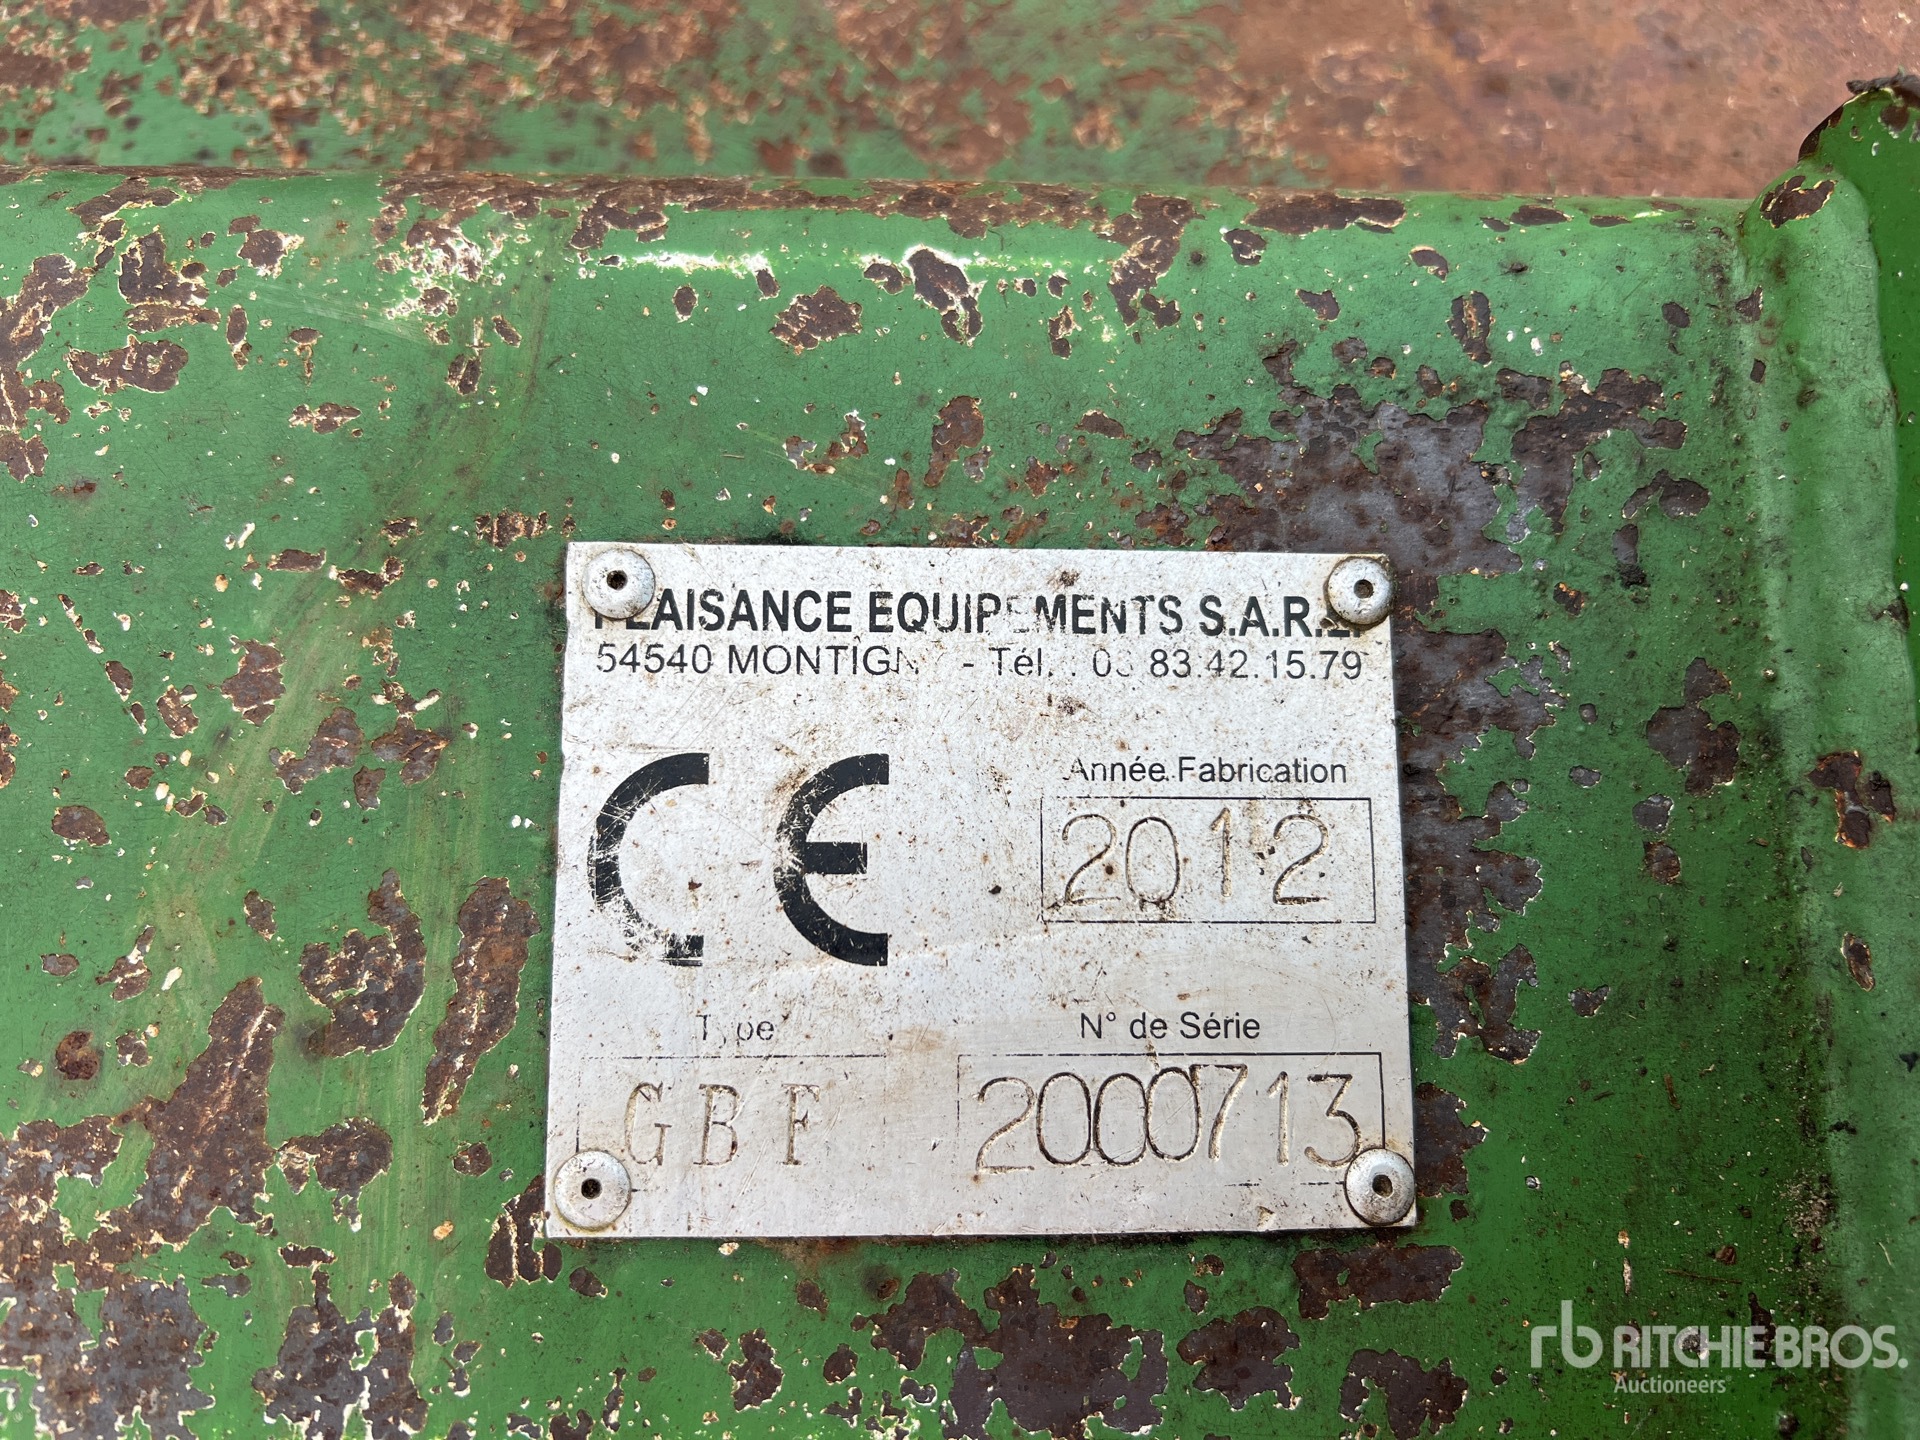 PLAISANCE EQUIPEMENTS S.A.R.L.
54540 MONTIGNY - Tél. : 03 83.42.15.79
CE
Année Fabrication
2012
Type
N° de Série
GBF
2000713
rb RITCHIE BROS.
Auctioneers